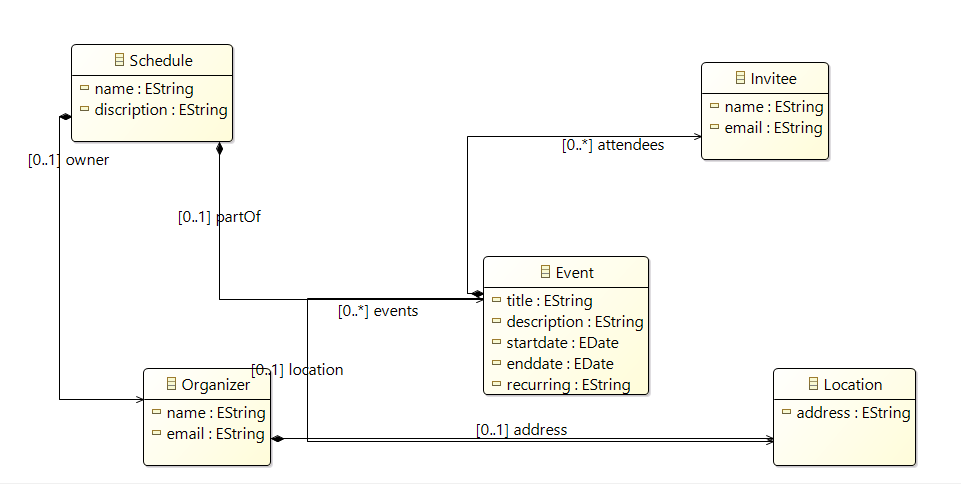 Schedule
name : EString
discription : EString
[0..1] owner
[0..1] partOf
Invitee
name : EString
email : EString
[0..*] attendees
Event
title : EString
description : EString
startdate : EDate
enddate : EDate
recurring : EString
[0..*] events
[0..1] location
Organizer
name : EString
email : EString
[0..1] address
Location
address : EString